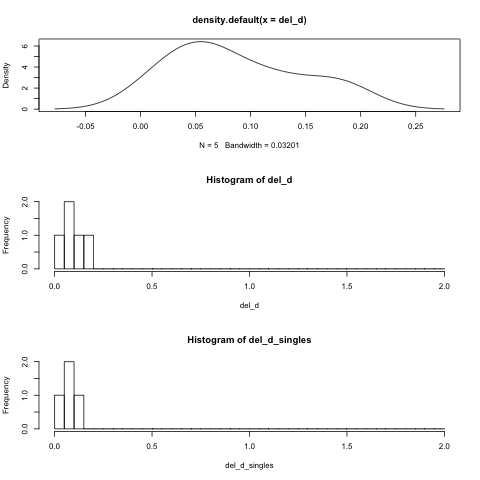 density.default(x = del_d)
Density
0 2 4 6
-0.05 0.00 0.05 0.10 0.15 0.20 0.25
N = 5 Bandwidth = 0.03201
Histogram of del_d
Frequency
0.0 1.0 2.0
0.0 0.5 1.0 1.5 2.0
del_d
Histogram of del_d_singles
Frequency
0.0 1.0 2.0
0.0 0.5 1.0 1.5 2.0
del_d_singles